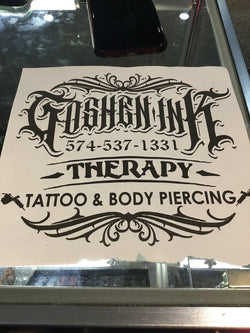 GOSHEN INK
574-537-1331
THERAPY
TATTOO & BODY PIERCING